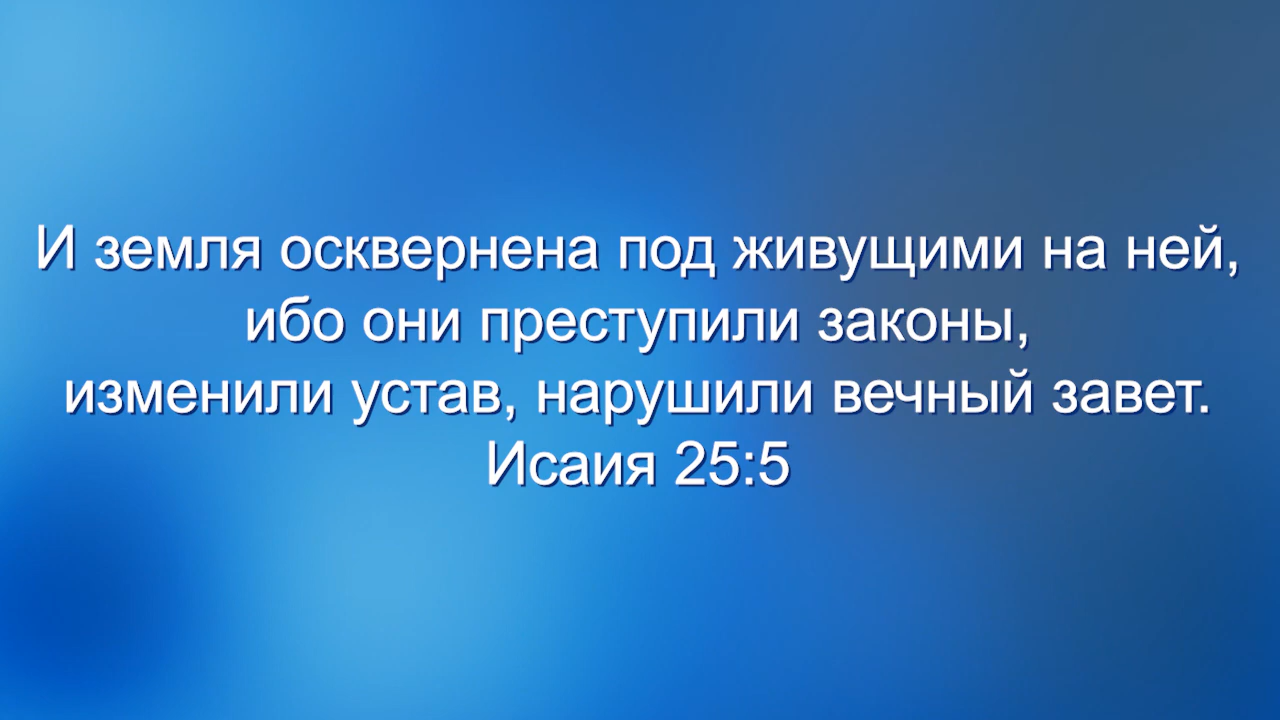 И земля осквернена под живущими на ней,
ибо они преступили законы,
изменили устав, нарушили вечный завет.
Исаия 25:5